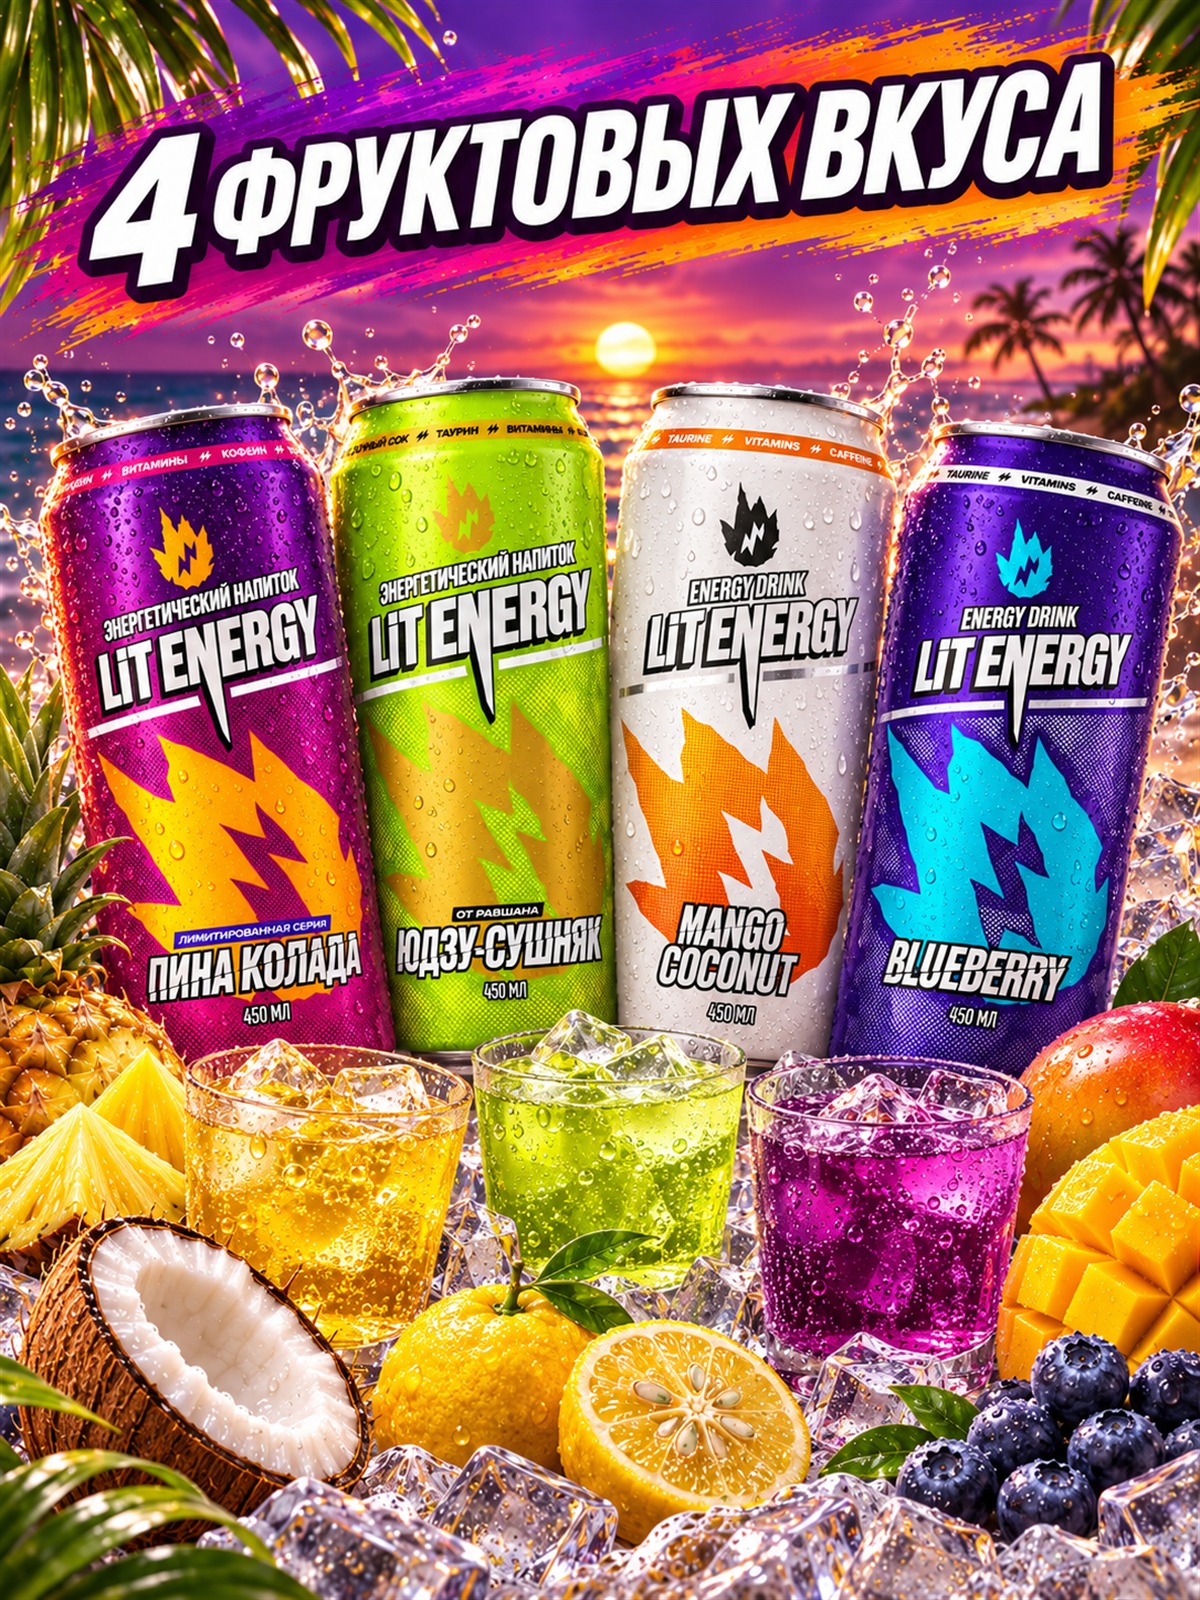 4 ФРУКТОВЫХ ВКУСА
ВИТАМИНЫ КОФЕИН
ЭНЕРГЕТИЧЕСКИЙ НАПИТОК
LIT ENERGY
ЛИМИТИРОВАННАЯ СЕРИЯ
ПИНА КОЛАДА
450 МЛ
СОК ТАУРИН ВИТАМИНЫ
ЭНЕРГЕТИЧЕСКИЙ НАПИТОК
LIT ENERGY
ОТ РАВШАНА
ЮДЗУ-СУШНЯК
450 МЛ
TAURINE VITAMINS CAFFEINE
ENERGY DRINK
LIT ENERGY
MANGO
COCONUT
450 МЛ
TAURINE VITAMINS CAFFEINE
ENERGY DRINK
LIT ENERGY
BLUEBERRY
450 МЛ